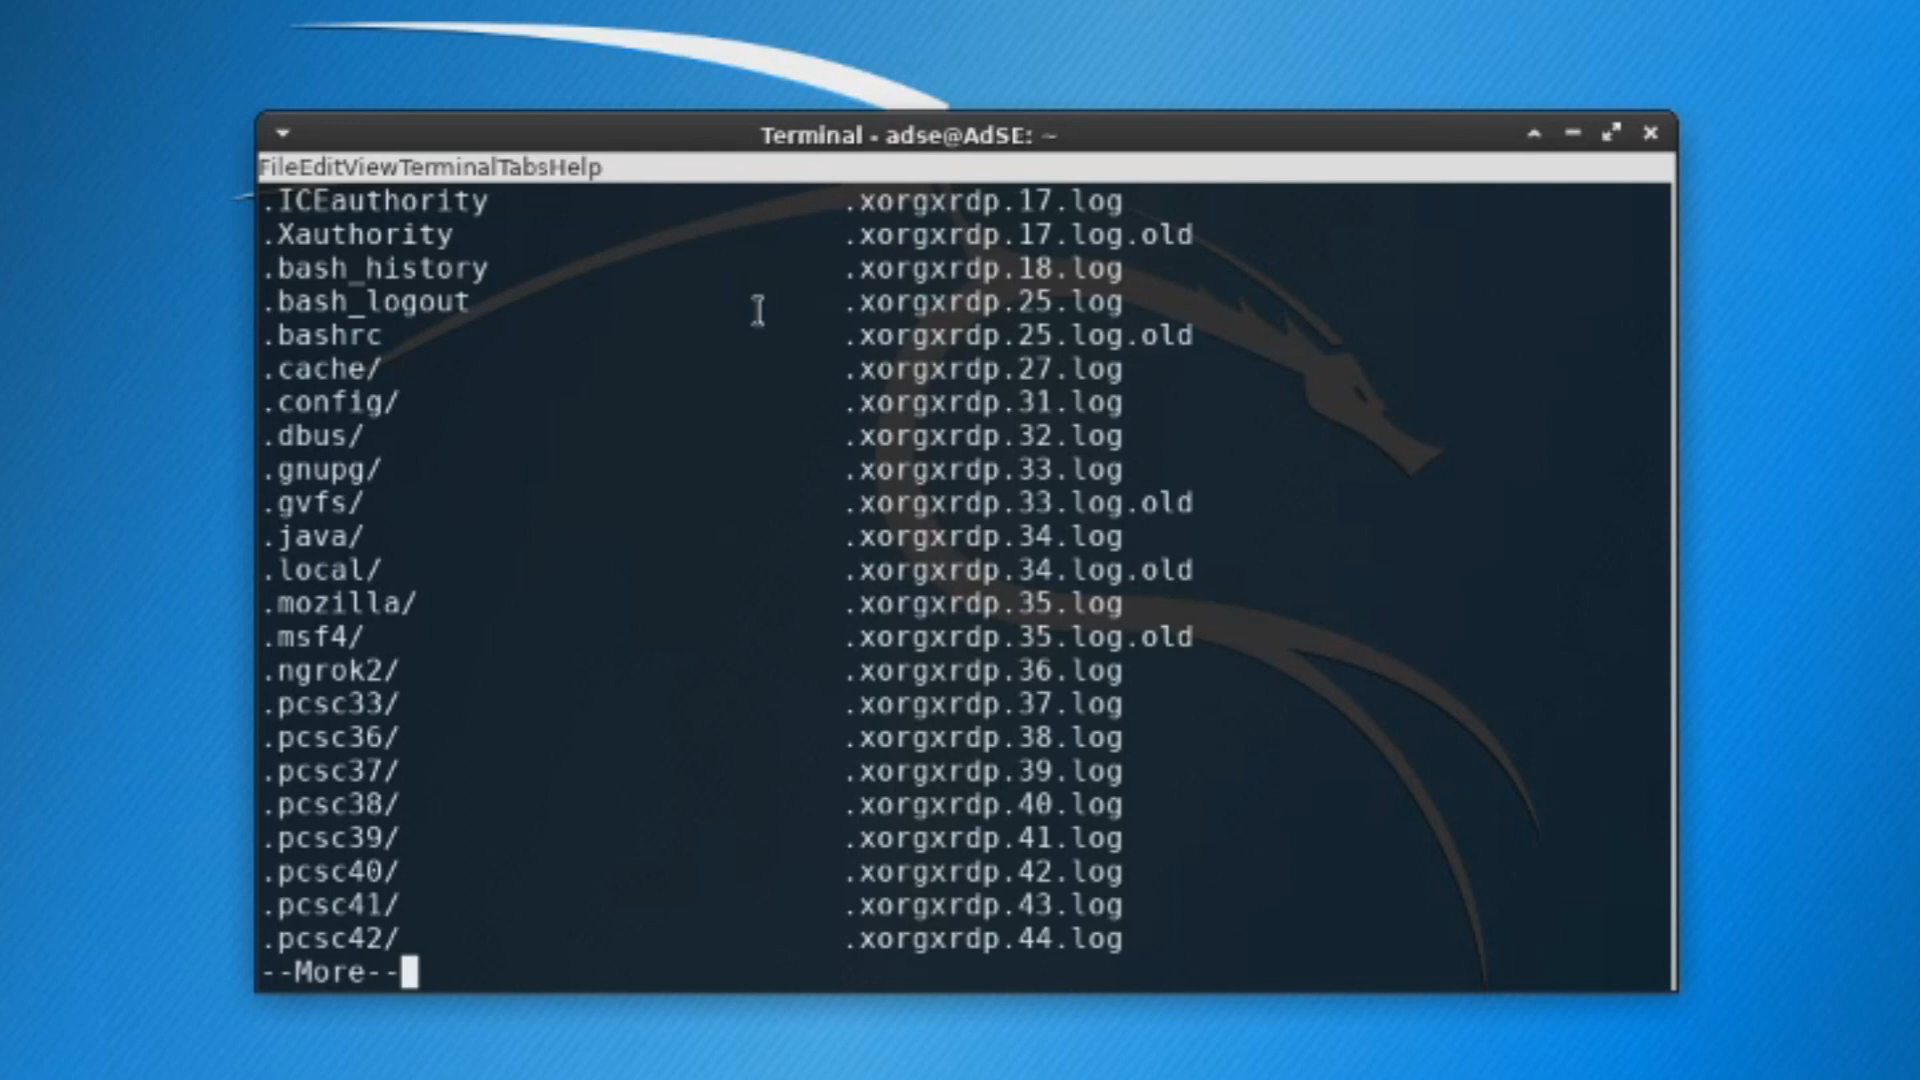 Terminal - adse@AdSE: ~
FileEditViewTerminalTabsHelp
.ICEauthority .xorgxrdp.17.log
.Xauthority .xorgxrdp.17.log.old
.bash_history .xorgxrdp.18.log
.bash_logout .xorgxrdp.25.log
.bashrc .xorgxrdp.25.log.old
.cache/ .xorgxrdp.27.log
.config/ .xorgxrdp.31.log
.dbus/ .xorgxrdp.32.log
.gnupg/ .xorgxrdp.33.log
.gvfs/ .xorgxrdp.33.log.old
.java/ .xorgxrdp.34.log
.local/ .xorgxrdp.34.log.old
.mozilla/ .xorgxrdp.35.log
.msf4/ .xorgxrdp.35.log.old
.ngrok2/ .xorgxrdp.36.log
.pcsc33/ .xorgxrdp.37.log
.pcsc36/ .xorgxrdp.38.log
.pcsc37/ .xorgxrdp.39.log
.pcsc38/ .xorgxrdp.40.log
.pcsc39/ .xorgxrdp.41.log
.pcsc40/ .xorgxrdp.42.log
.pcsc41/ .xorgxrdp.43.log
.pcsc42/ .xorgxrdp.44.log
--More--